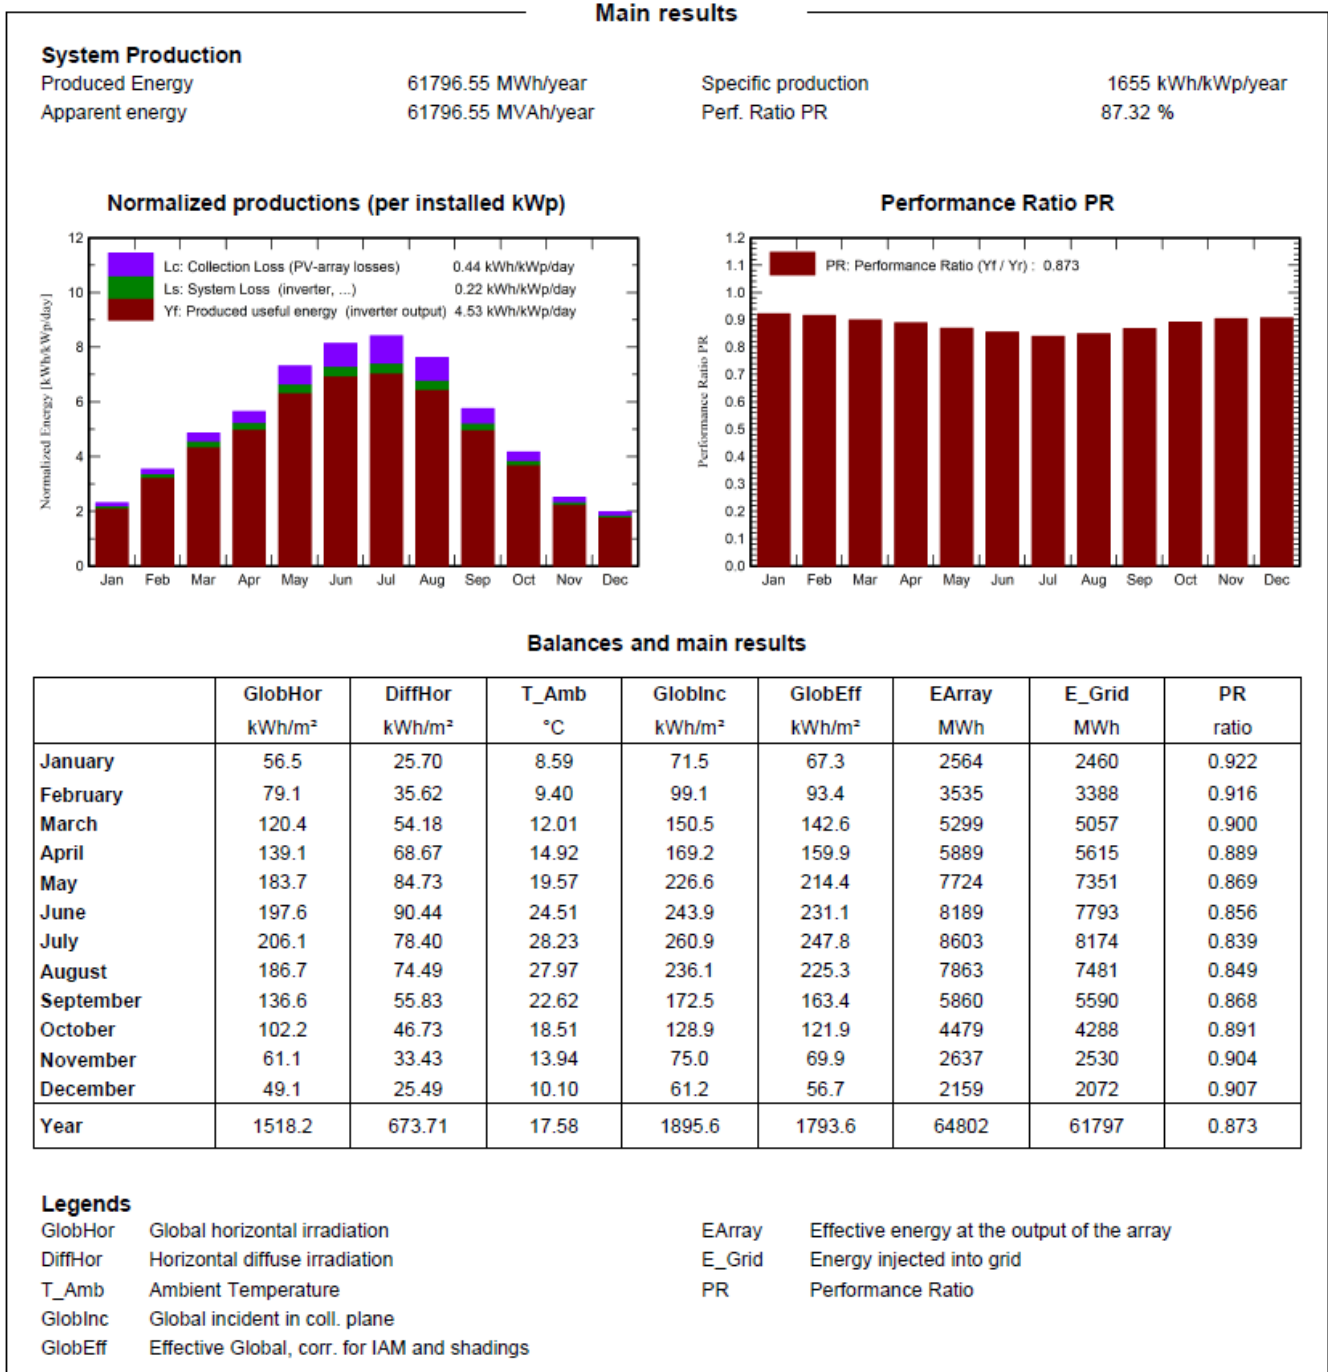 Main results
System Production
Produced Energy 61796.55 MWh/year Specific production 1655 kWh/kWp/year
Apparent energy 61796.55 MVAh/year Perf. Ratio PR 87.32 %
Normalized productions (per installed kWp)
12
10
8
6
4
2
0
Normalized Energy [kWh/kWp/day]
Lc: Collection Loss (PV-array losses) 0.44 kWh/kWp/day
Ls: System Loss (inverter, ...) 0.22 kWh/kWp/day
Yf: Produced useful energy (inverter output) 4.53 kWh/kWp/day
Jan Feb Mar Apr May Jun Jul Aug Sep Oct Nov Dec
Performance Ratio PR
1.2
1.1
1.0
0.9
0.8
0.7
0.6
0.5
0.4
0.3
0.2
0.1
0.0
Performance Ratio PR
PR: Performance Ratio (Yf / Yr) : 0.873
Jan Feb Mar Apr May Jun Jul Aug Sep Oct Nov Dec
Balances and main results
GlobHor DiffHor T_Amb GlobInc GlobEff EArray E_Grid PR
kWh/m² kWh/m² °C kWh/m² kWh/m² MWh MWh ratio
January 56.5 25.70 8.59 71.5 67.3 2564 2460 0.922
February 79.1 35.62 9.40 99.1 93.4 3535 3388 0.916
March 120.4 54.18 12.01 150.5 142.6 5299 5057 0.900
April 139.1 68.67 14.92 169.2 159.9 5889 5615 0.889
May 183.7 84.73 19.57 226.6 214.4 7724 7351 0.869
June 197.6 90.44 24.51 243.9 231.1 8189 7793 0.856
July 206.1 78.40 28.23 260.9 247.8 8603 8174 0.839
August 186.7 74.49 27.97 236.1 225.3 7863 7481 0.849
September 136.6 55.83 22.62 172.5 163.4 5860 5590 0.868
October 102.2 46.73 18.51 128.9 121.9 4479 4288 0.891
November 61.1 33.43 13.94 75.0 69.9 2637 2530 0.904
December 49.1 25.49 10.10 61.2 56.7 2159 2072 0.907
Year 1518.2 673.71 17.58 1895.6 1793.6 64802 61797 0.873
Legends
GlobHor Global horizontal irradiation EArray Effective energy at the output of the array
DiffHor Horizontal diffuse irradiation E_Grid Energy injected into grid
T_Amb Ambient Temperature PR Performance Ratio
GlobInc Global incident in coll. plane
GlobEff Effective Global, corr. for IAM and shadings